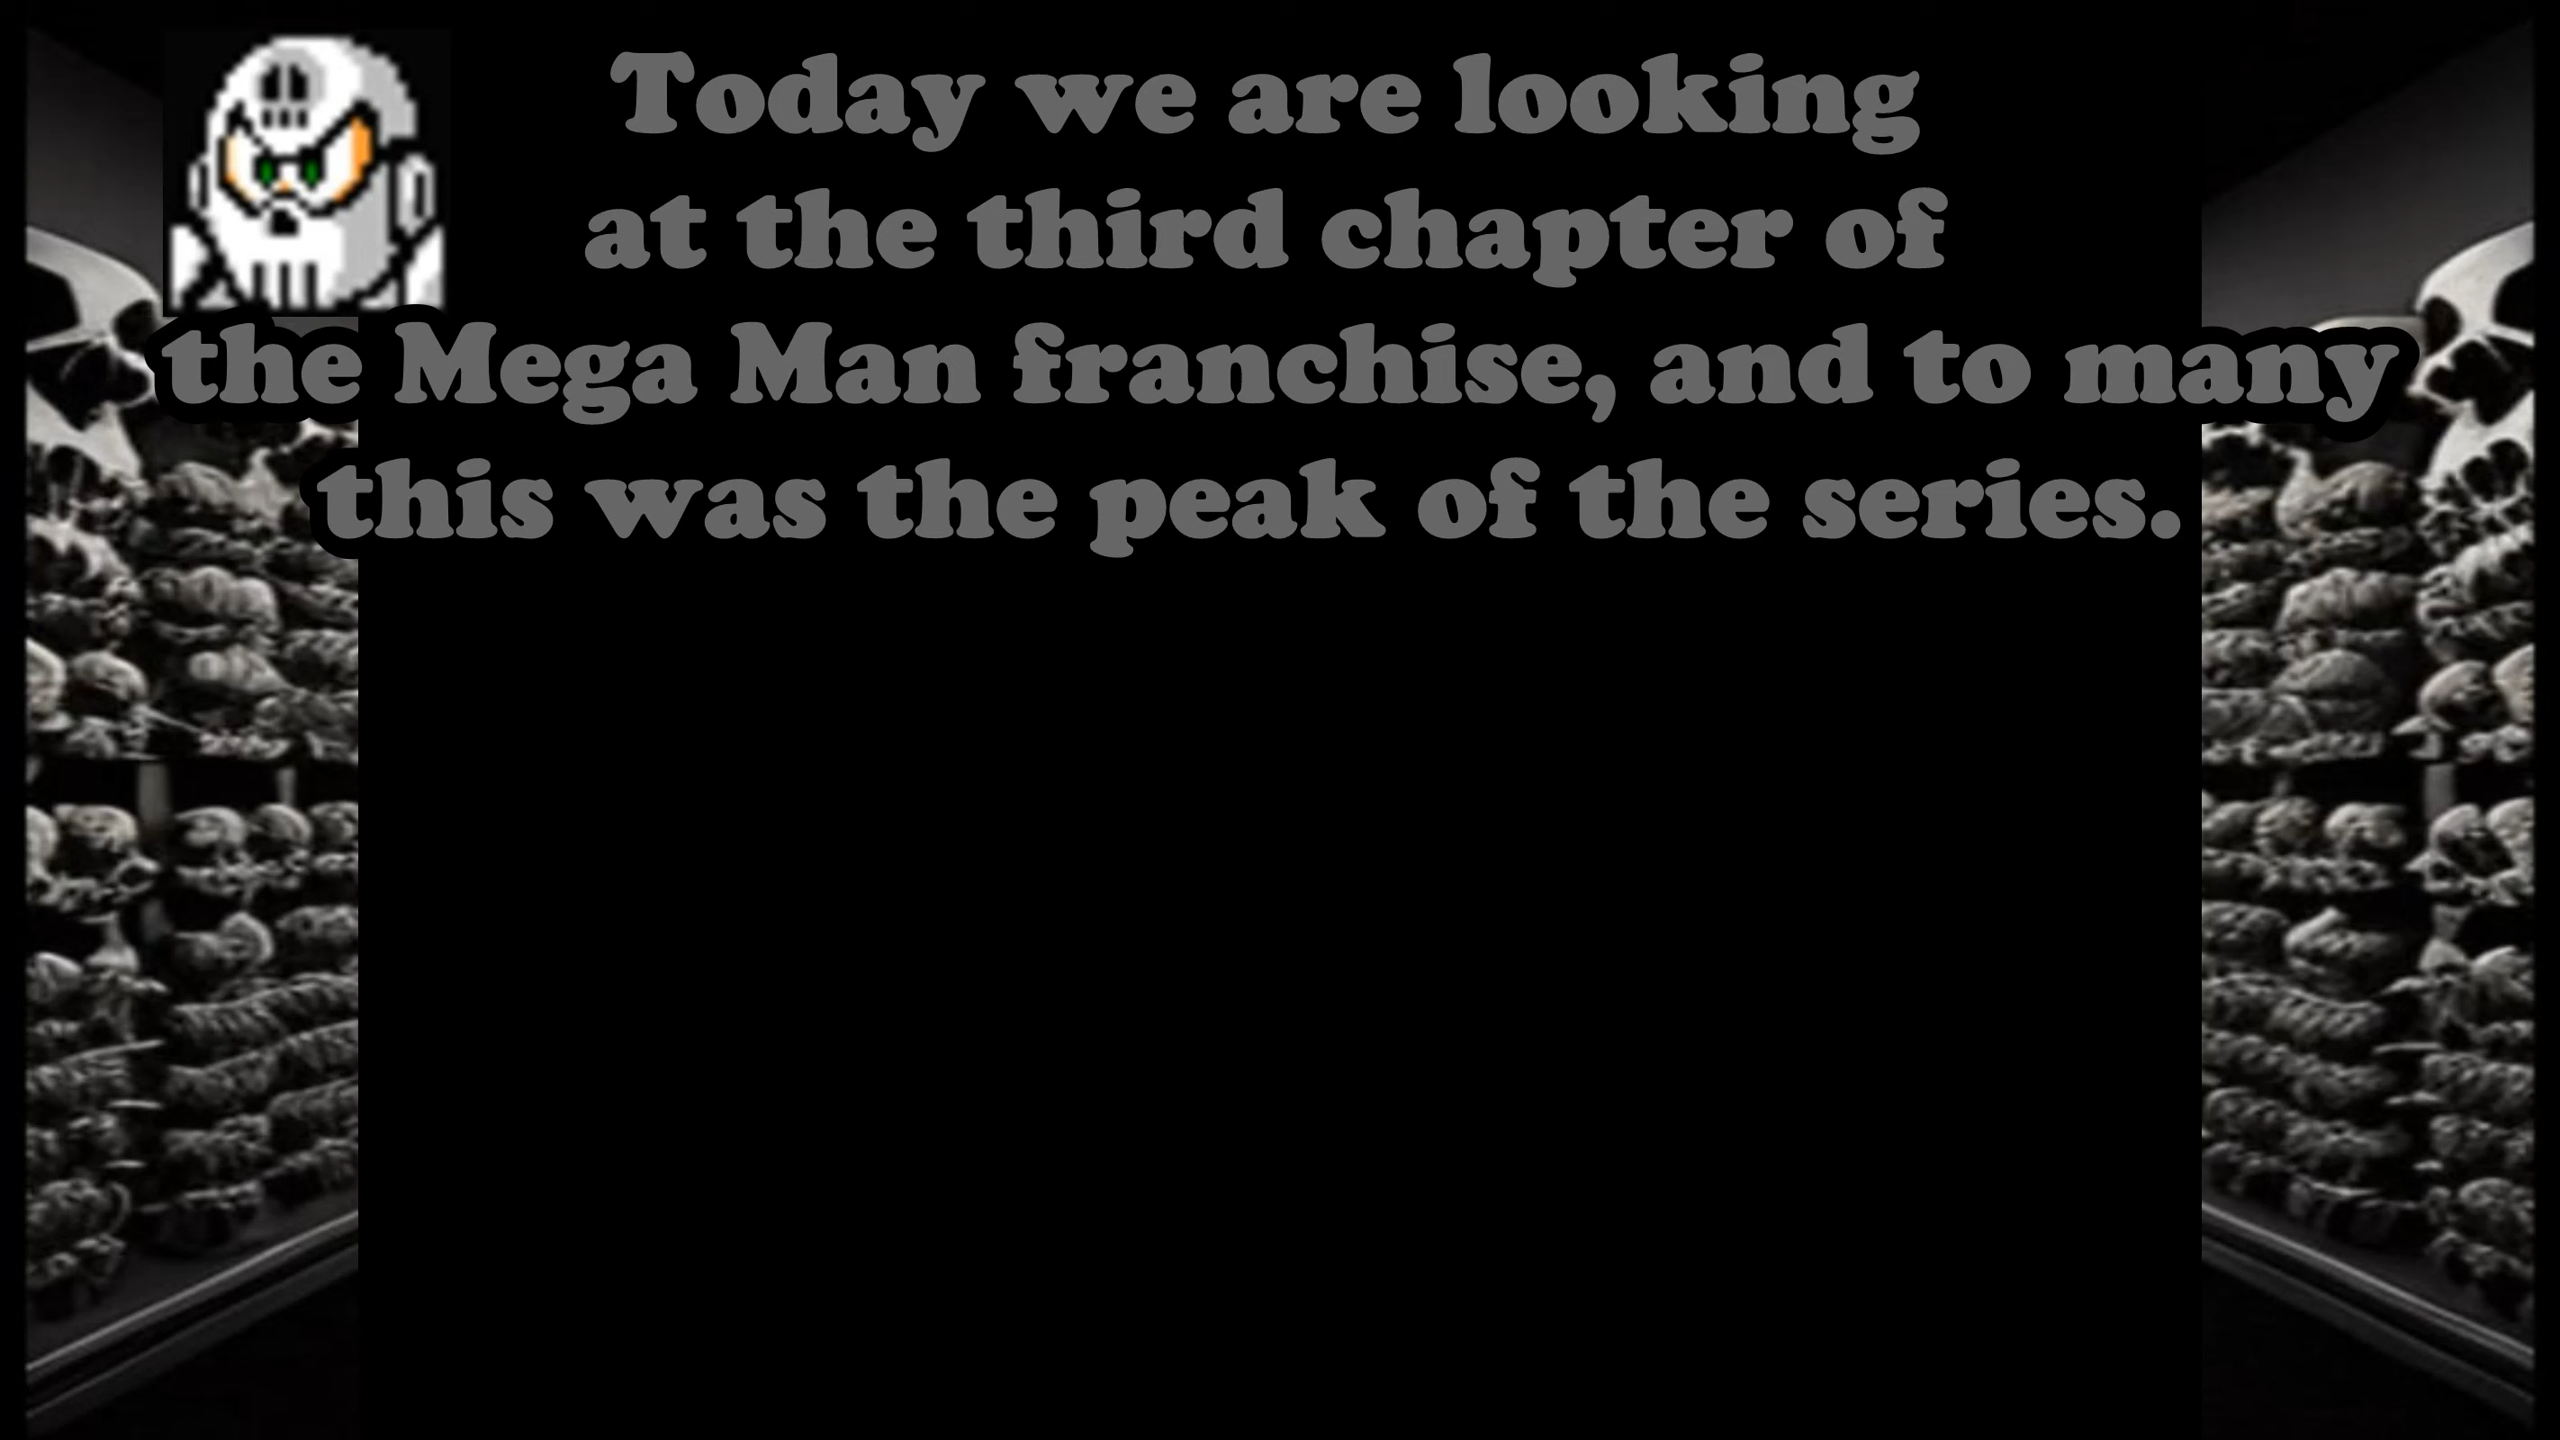 Today we are looking
at the third chapter of
the Mega Man franchise, and to many
this was the peak of the series.